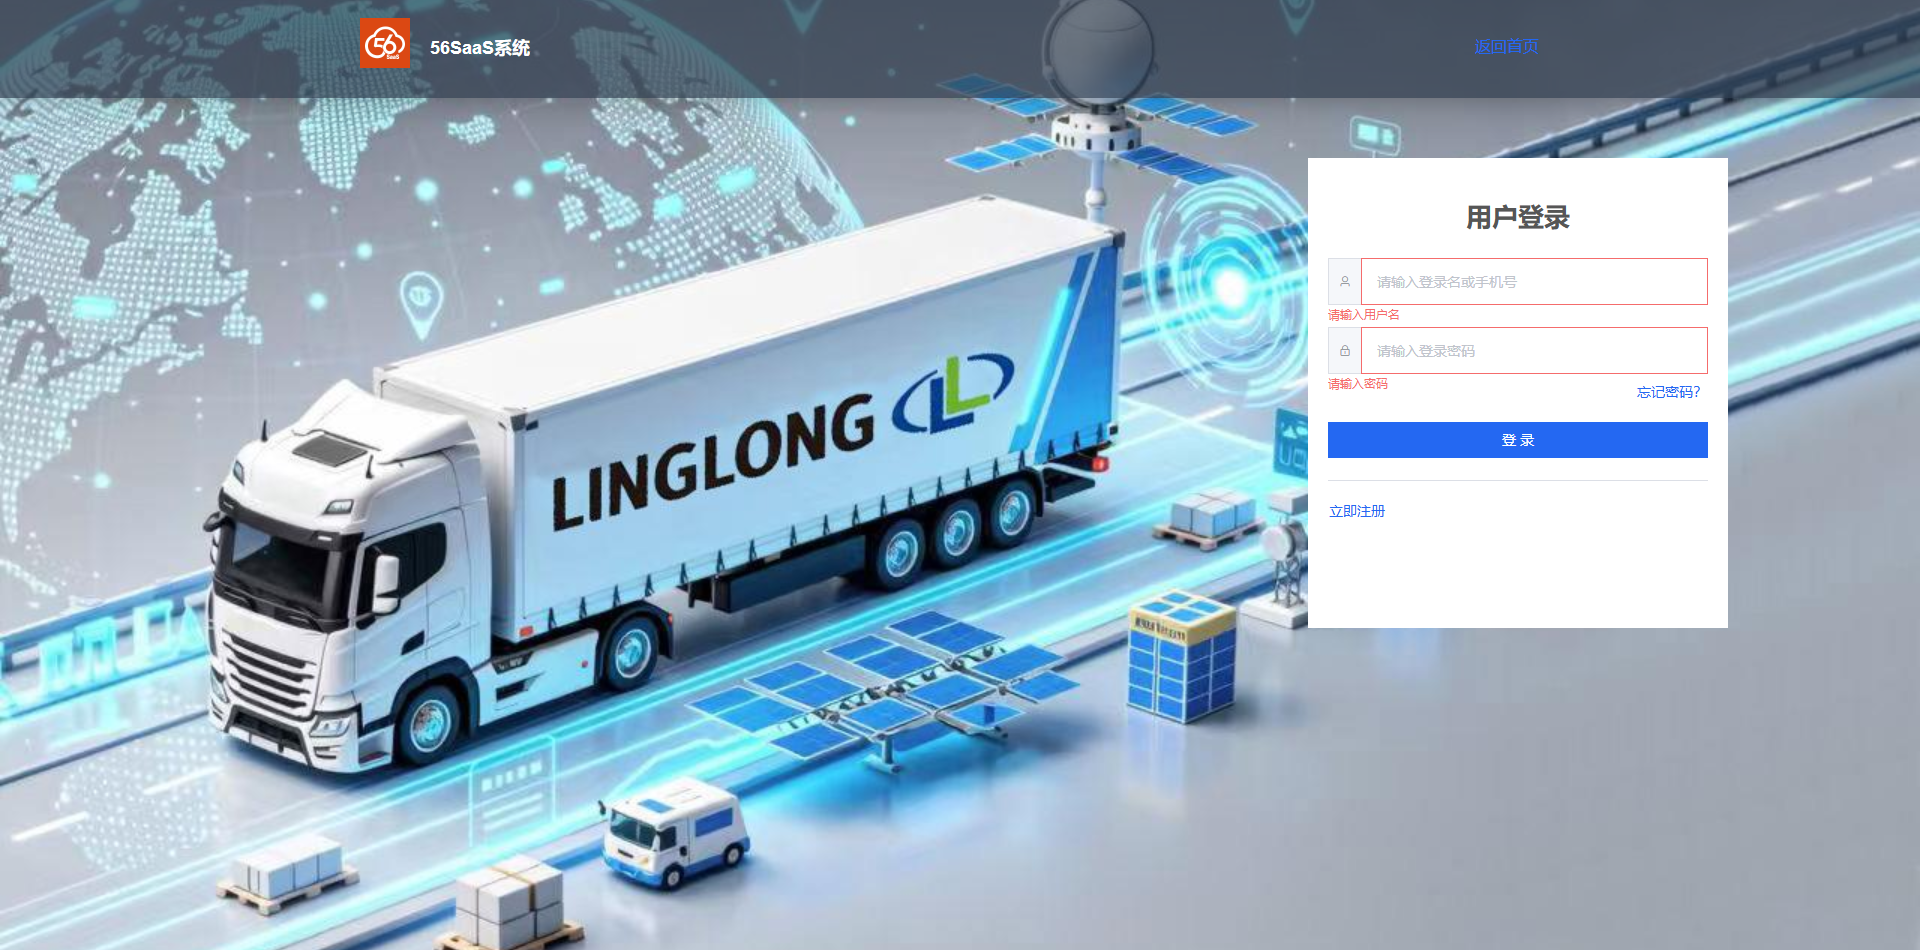 56
SaaS
56SaaS系统
返回首页
用户登录
请输入登录名或手机号
请输入用户名
请输入登录密码
请输入密码
忘记密码?
登 录
立即注册
LINGLONG